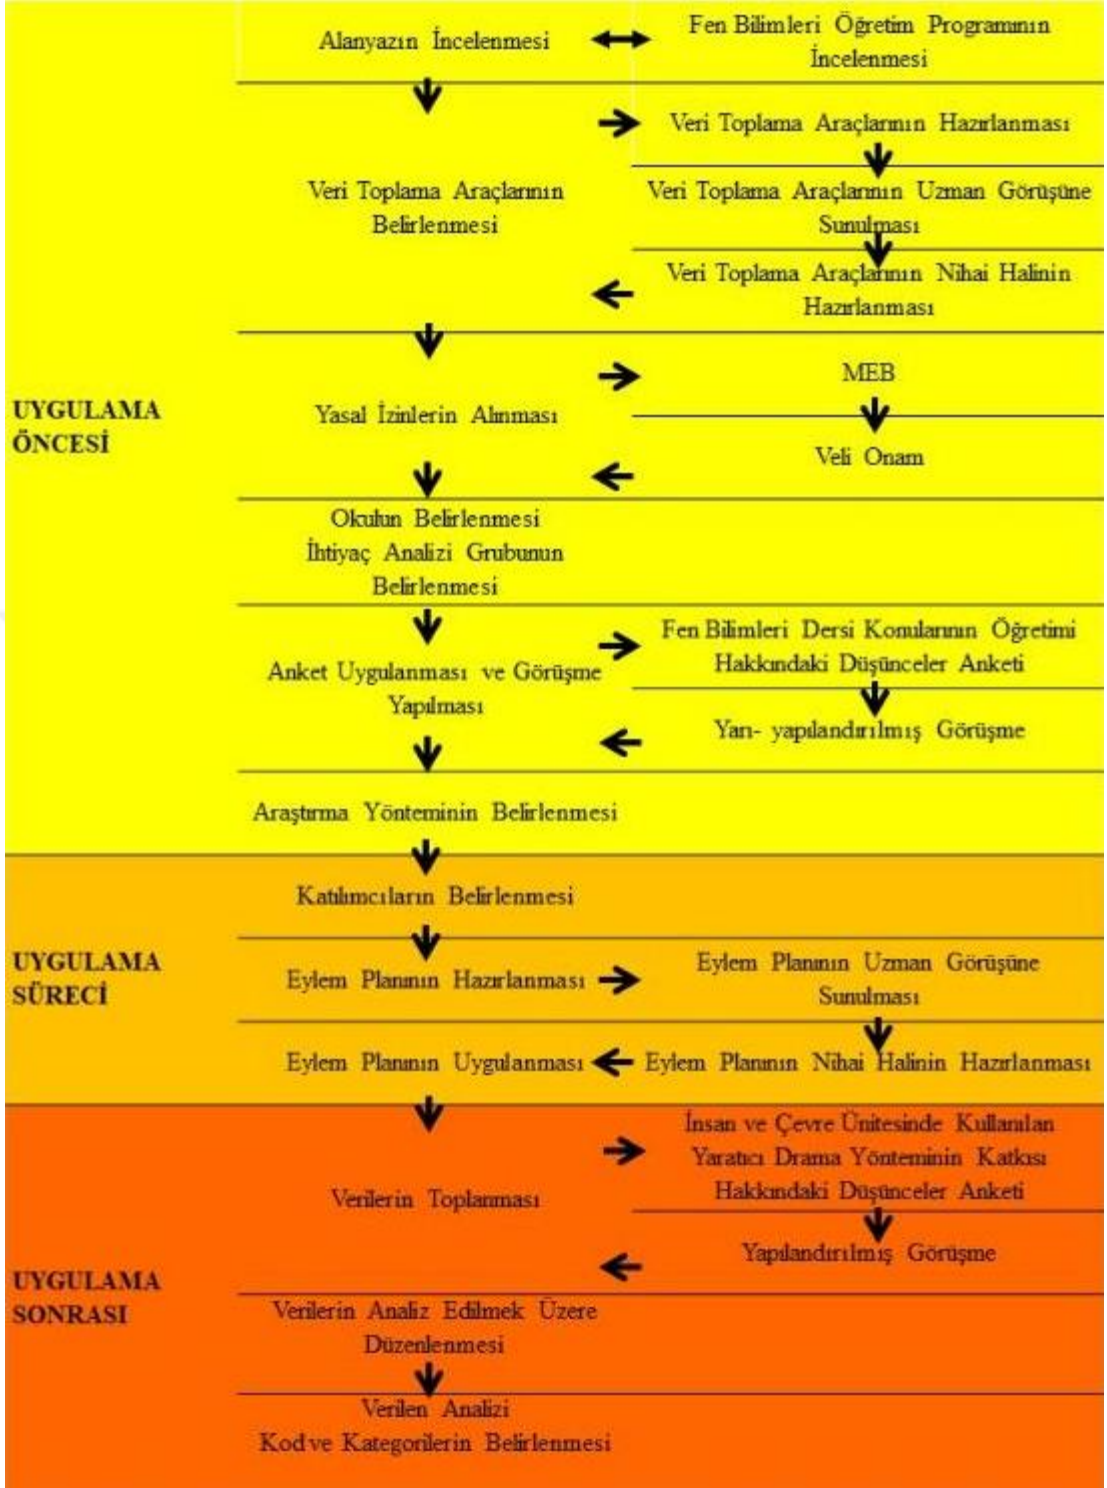 Alanyazın İncelenmesi
Fen Bilimleri Öğretim Programının
İncelenmesi
Veri Toplama Araçlarının
Belirlenmesi
Veri Toplama Araçlarının Hazırlanması
Veri Toplama Araçlarının Uzman Görüşüne
Sunulması
Veri Toplama Araçlarının Nihai Halinin
Hazırlanması
UYGULAMA
ÖNCESİ
Yasal İzinlerin Alınması
MEB
Veli Onam
Okulun Belirlenmesi
İhtiyaç Analizi Grubunun
Belirlenmesi
Anket Uygulanması ve Görüşme
Yapılması
Fen Bilimleri Dersi Konularının Öğretimi
Hakkındaki Düşünceler Anketi
Yarı- yapılandırılmış Görüşme
Araştırma Yönteminin Belirlenmesi
UYGULAMA
SÜRECİ
Katılımcıların Belirlenmesi
Eylem Planının Hazırlanması
Eylem Planının Uzman Görüşüne
Sunulması
Eylem Planının Uygulanması
Eylem Planının Nihai Halinin Hazırlanması
UYGULAMA
SONRASI
Verilerin Toplanması
İnsan ve Çevre Ünitesinde Kullanılan
Yaratıcı Drama Yönteminin Katkısı
Hakkındaki Düşünceler Anketi
Yapılandırılmış Görüşme
Verilerin Analiz Edilmek Üzere
Düzenlenmesi
Verilen Analizi
Kod ve Kategorilerin Belirlenmesi